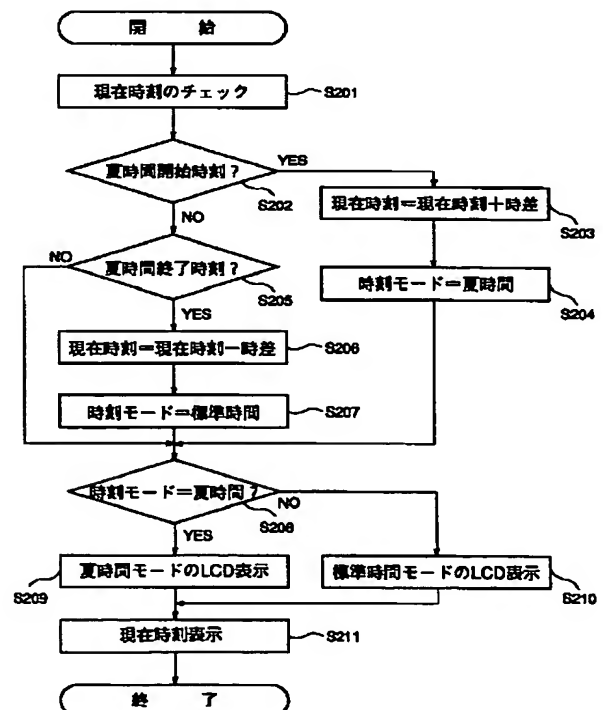 開 始
現在時刻のチェック
S201
夏時間開始時刻?
YES
S202
現在時刻=現在時刻+時差
S203
NO
NO
夏時間終了時刻?
S205
時刻モード=夏時間
S204
YES
現在時刻=現在時刻−時差
S206
時刻モード=標準時間
S207
時刻モード=夏時間?
NO
S208
YES
夏時間モードのLCD表示
S209
標準時間モードのLCD表示
S210
現在時刻表示
S211
終 了